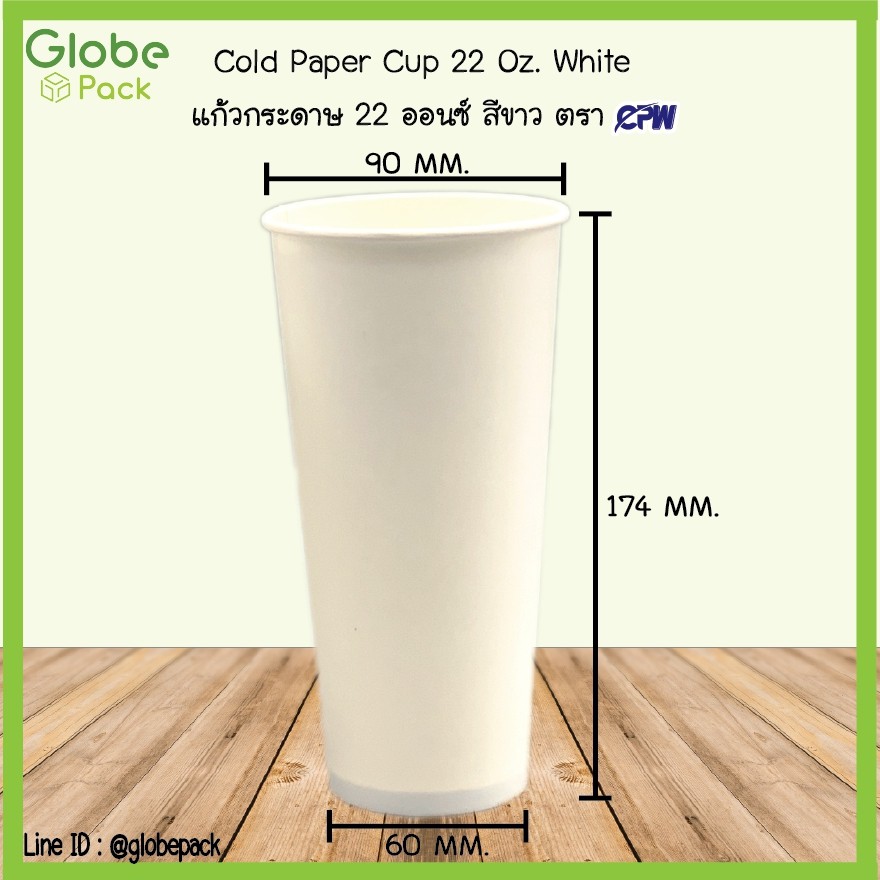 Globe
Pack
Cold Paper Cup 22 Oz. White
แก้วกระดาษ 22 ออนซ์ สีขาว ตรา CPW
90 MM.
174 MM.
60 MM.
Line ID : @globepack